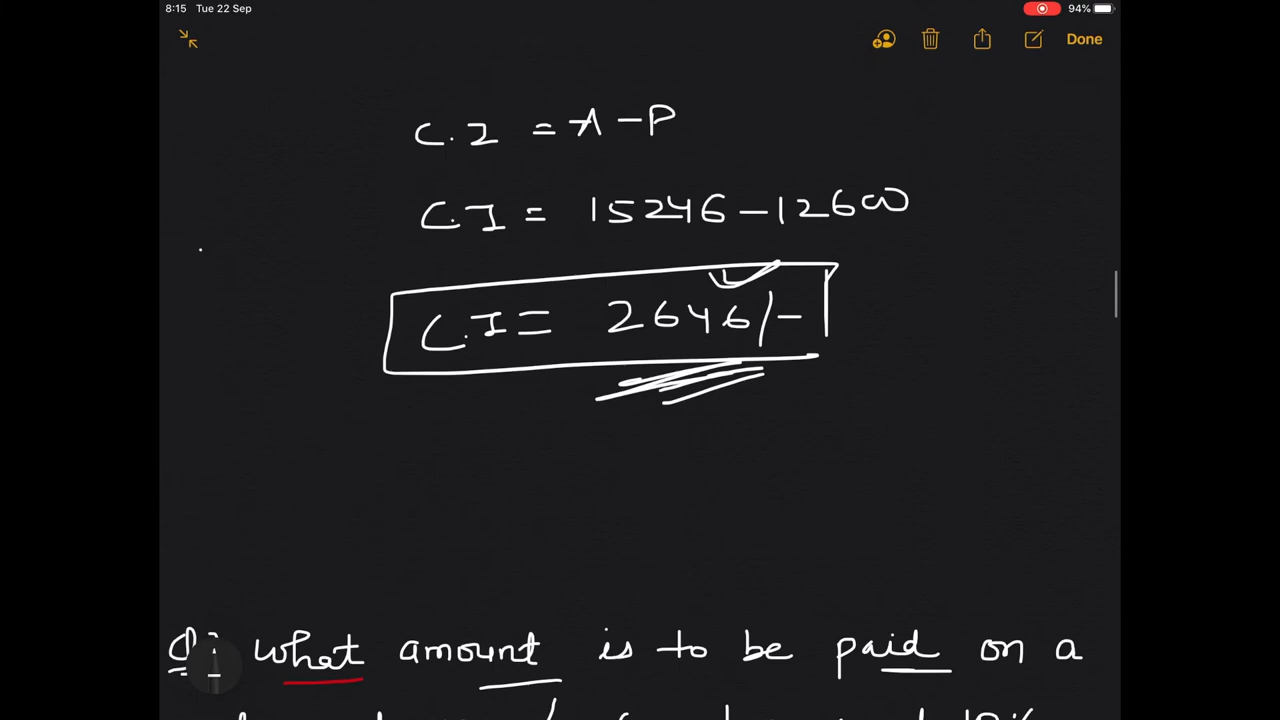 8:15 Tue 22 Sep 94%
Done
C.I = A - P
C.I = 15246 - 12600
C.I = 2646/-
what amount is to be paid on a